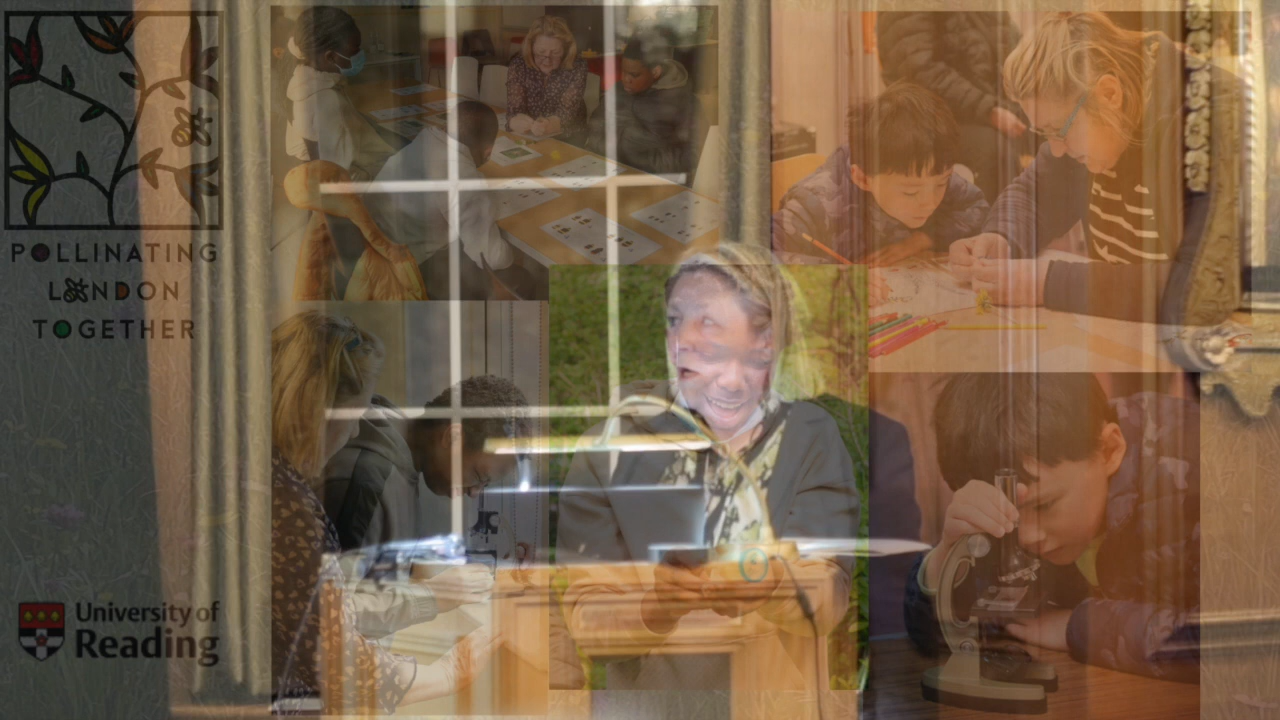 POLLINATING
LONDON
TOGETHER
University of
Reading